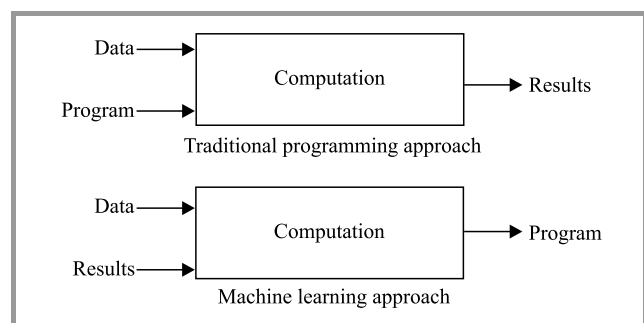 Data
Computation
Results
Program
Traditional programming approach
Data
Computation
Program
Results
Machine learning approach